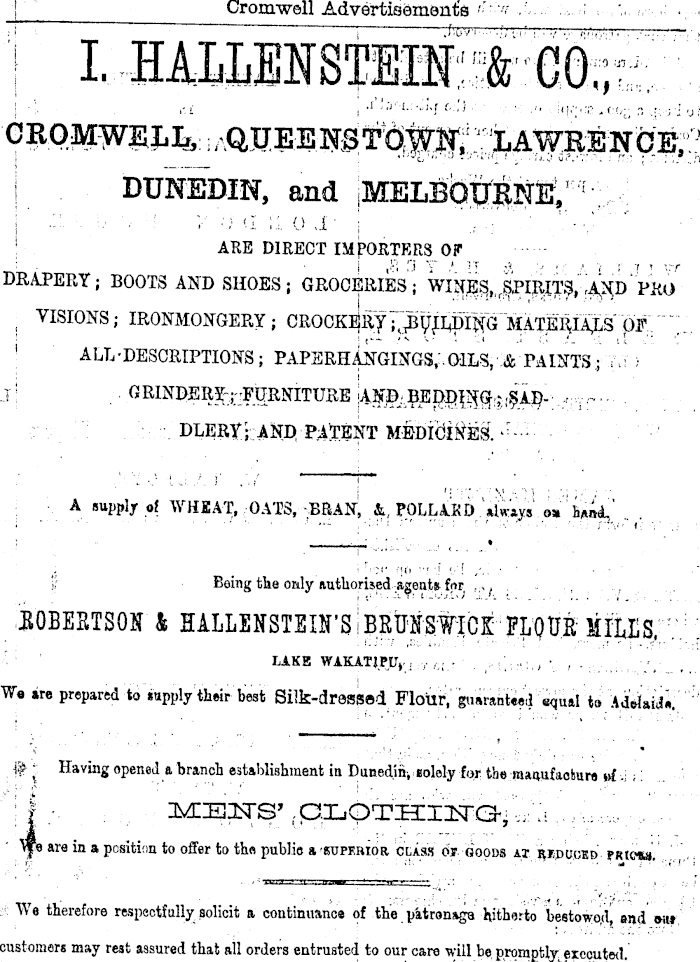 Cromwell Advertisements
I. HALLENSTEIN & CO.,
CROMWELL, QUEENSTOWN, LAWRENCE,
DUNEDIN, and MELBOURNE,
ARE DIRECT IMPORTERS OF
DRAPERY; BOOTS AND SHOES; GROCERIES; WINES, SPIRITS, AND PRO
VISIONS; IRONMONGERY; CROCKERY; BUILDING MATERIALS OF
ALL DESCRIPTIONS; PAPERHANGINGS, OILS, & PAINTS;
GRINDERY; FURNITURE AND BEDDING; SAD-
DLERY; AND PATENT MEDICINES.
A supply of WHEAT, OATS, BRAN, & POLLARD always on hand.
Being the only authorised agents for
ROBERTSON & HALLENSTEIN'S BRUNSWICK FLOUR MILLS,
LAKE WAKATIPU,
We are prepared to supply their best Silk-dressed Flour, guaranteed equal to Adelaide.
Having opened a branch establishment in Dunedin, solely for the manufacture of
MENS' CLOTHING,
We are in a position to offer to the public a SUPERIOR CLASS OF GOODS AT REDUCED PRICES.
We therefore respectfully solicit a continuance of the patronage hitherto bestowed, and our
customers may rest assured that all orders entrusted to our care will be promptly executed.